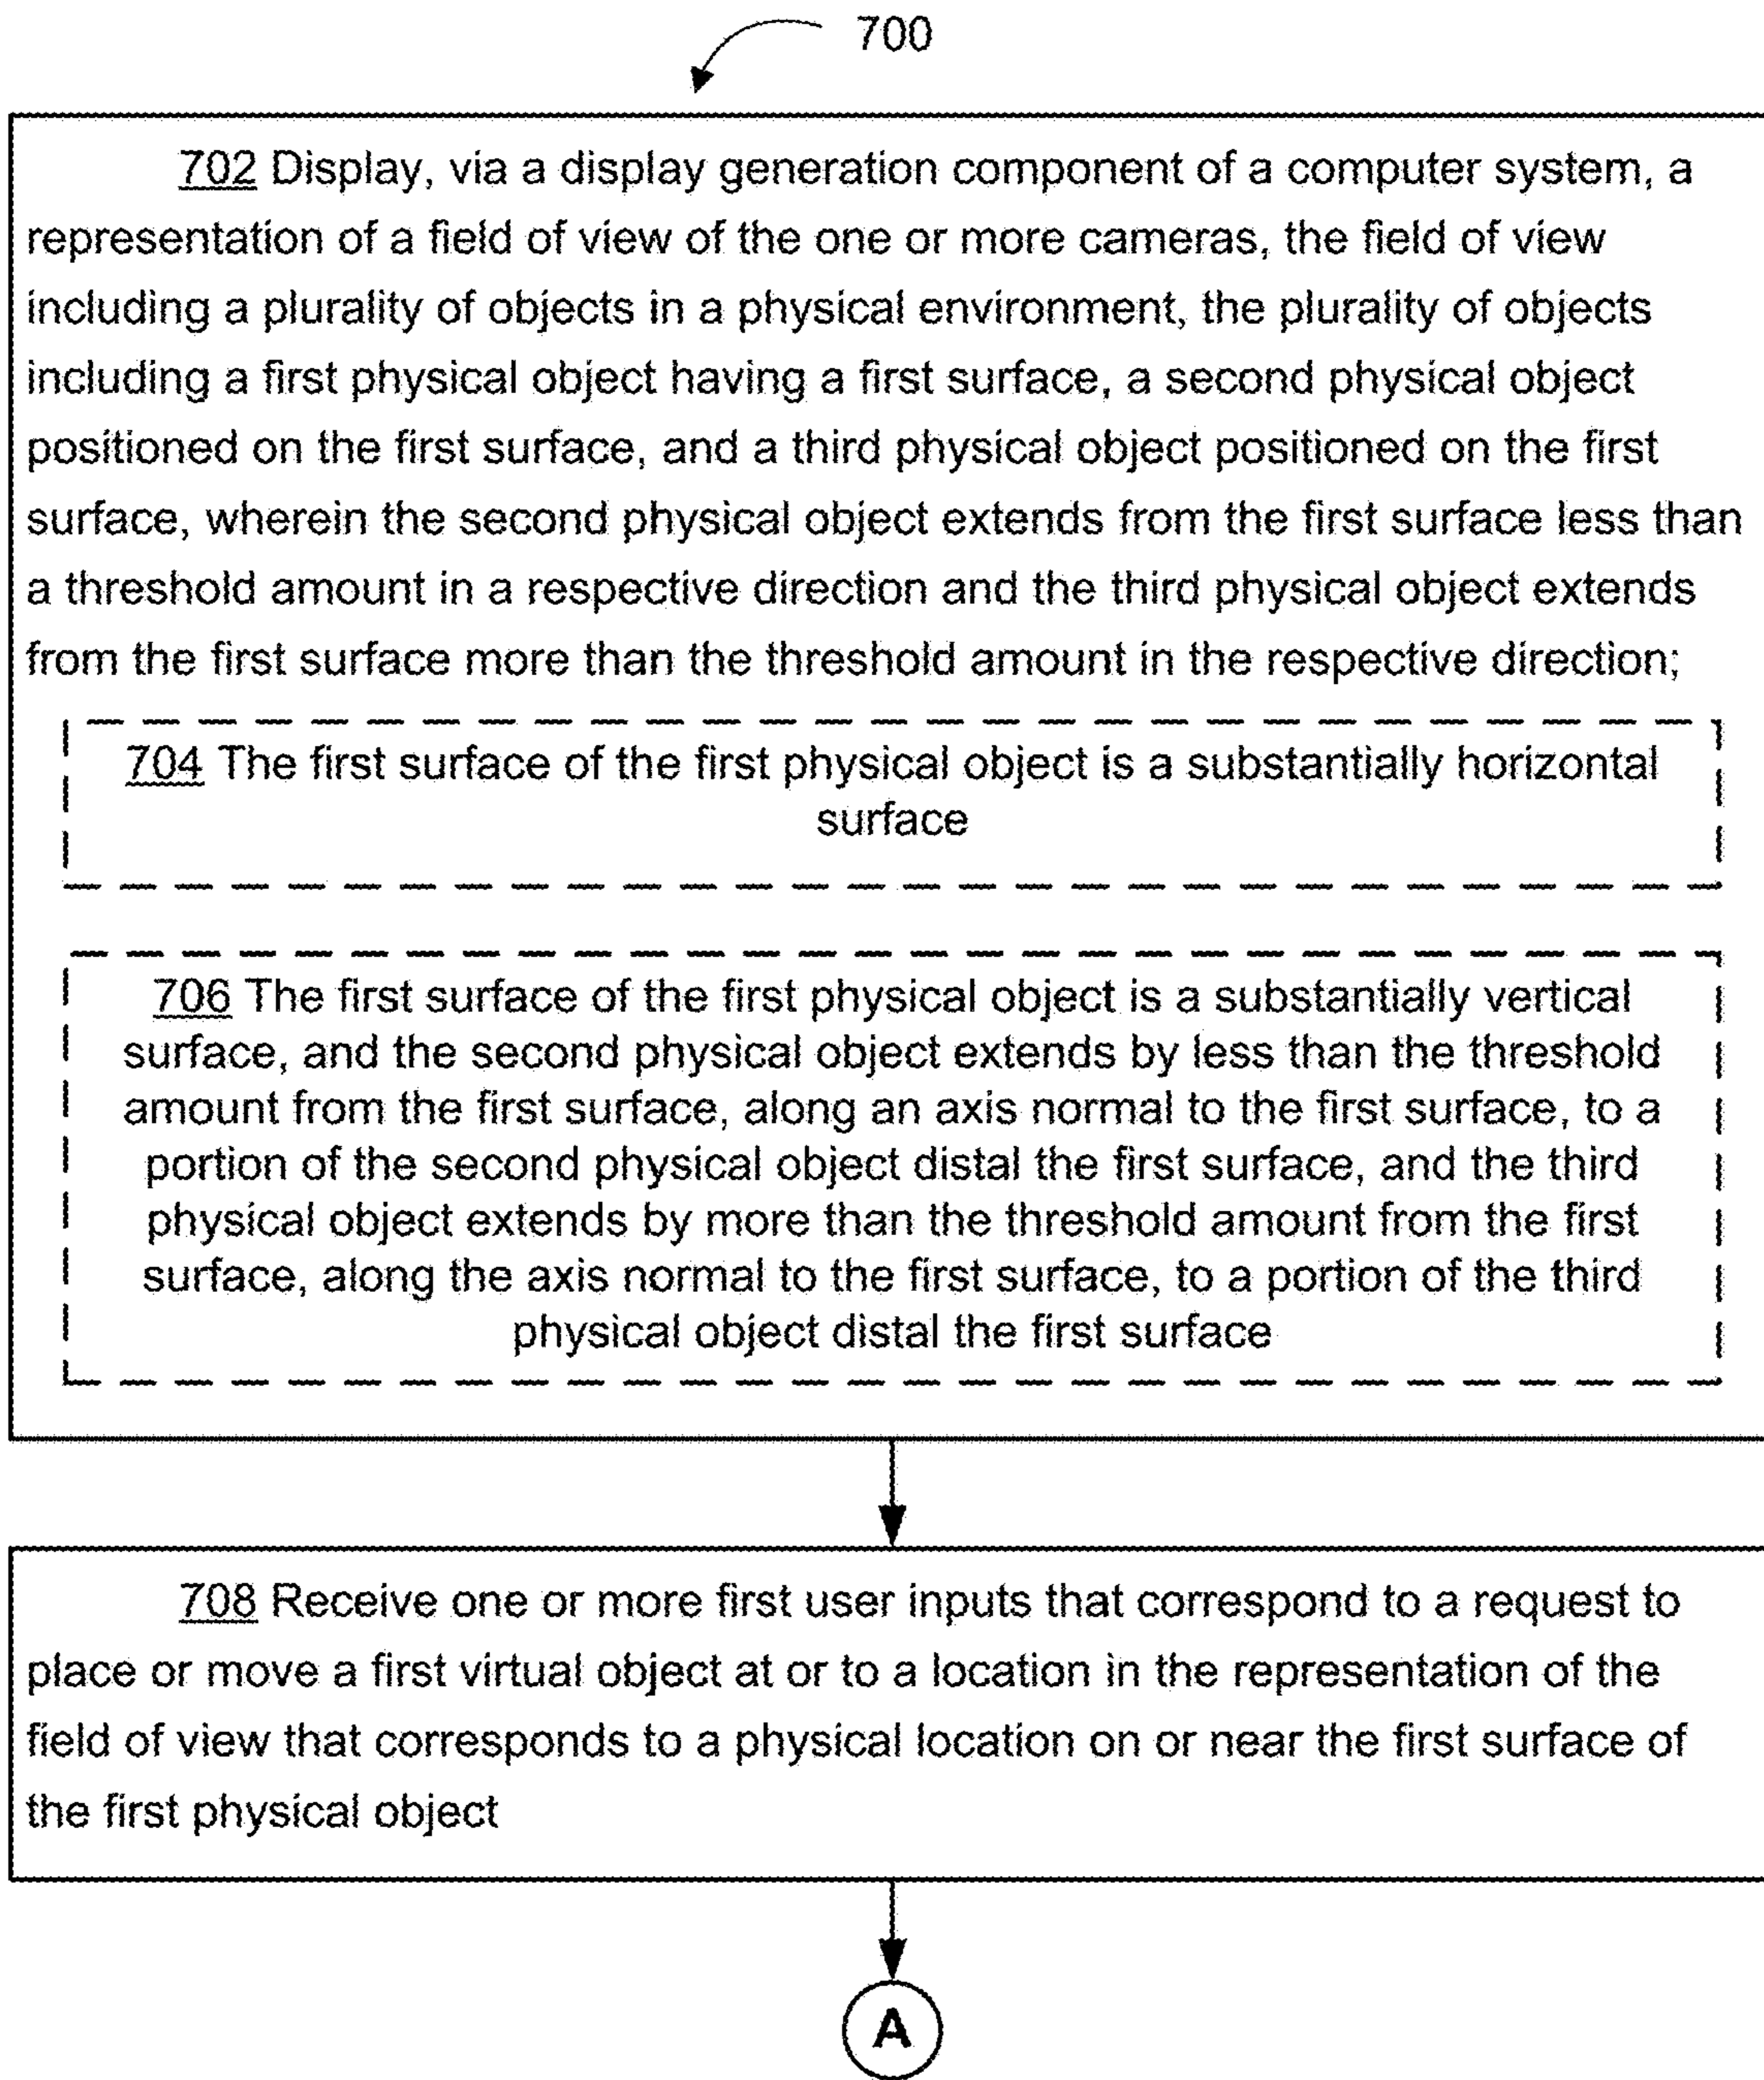 700
702 Display, via a display generation component of a computer system, a
representation of a field of view of the one or more cameras, the field of view
including a plurality of objects in a physical environment, the plurality of objects
including a first physical object having a first surface, a second physical object
positioned on the first surface, and a third physical object positioned on the first
surface, wherein the second physical object extends from the first surface less than
a threshold amount in a respective direction and the third physical object extends
from the first surface more than the threshold amount in the respective direction;
704 The first surface of the first physical object is a substantially horizontal
surface
706 The first surface of the first physical object is a substantially vertical
surface, and the second physical object extends by less than the threshold
amount from the first surface, along an axis normal to the first surface, to a
portion of the second physical object distal the first surface, and the third
physical object extends by more than the threshold amount from the first
surface, along the axis normal to the first surface, to a portion of the third
physical object distal the first surface
708 Receive one or more first user inputs that correspond to a request to
place or move a first virtual object at or to a location in the representation of the
field of view that corresponds to a physical location on or near the first surface of
the first physical object
A